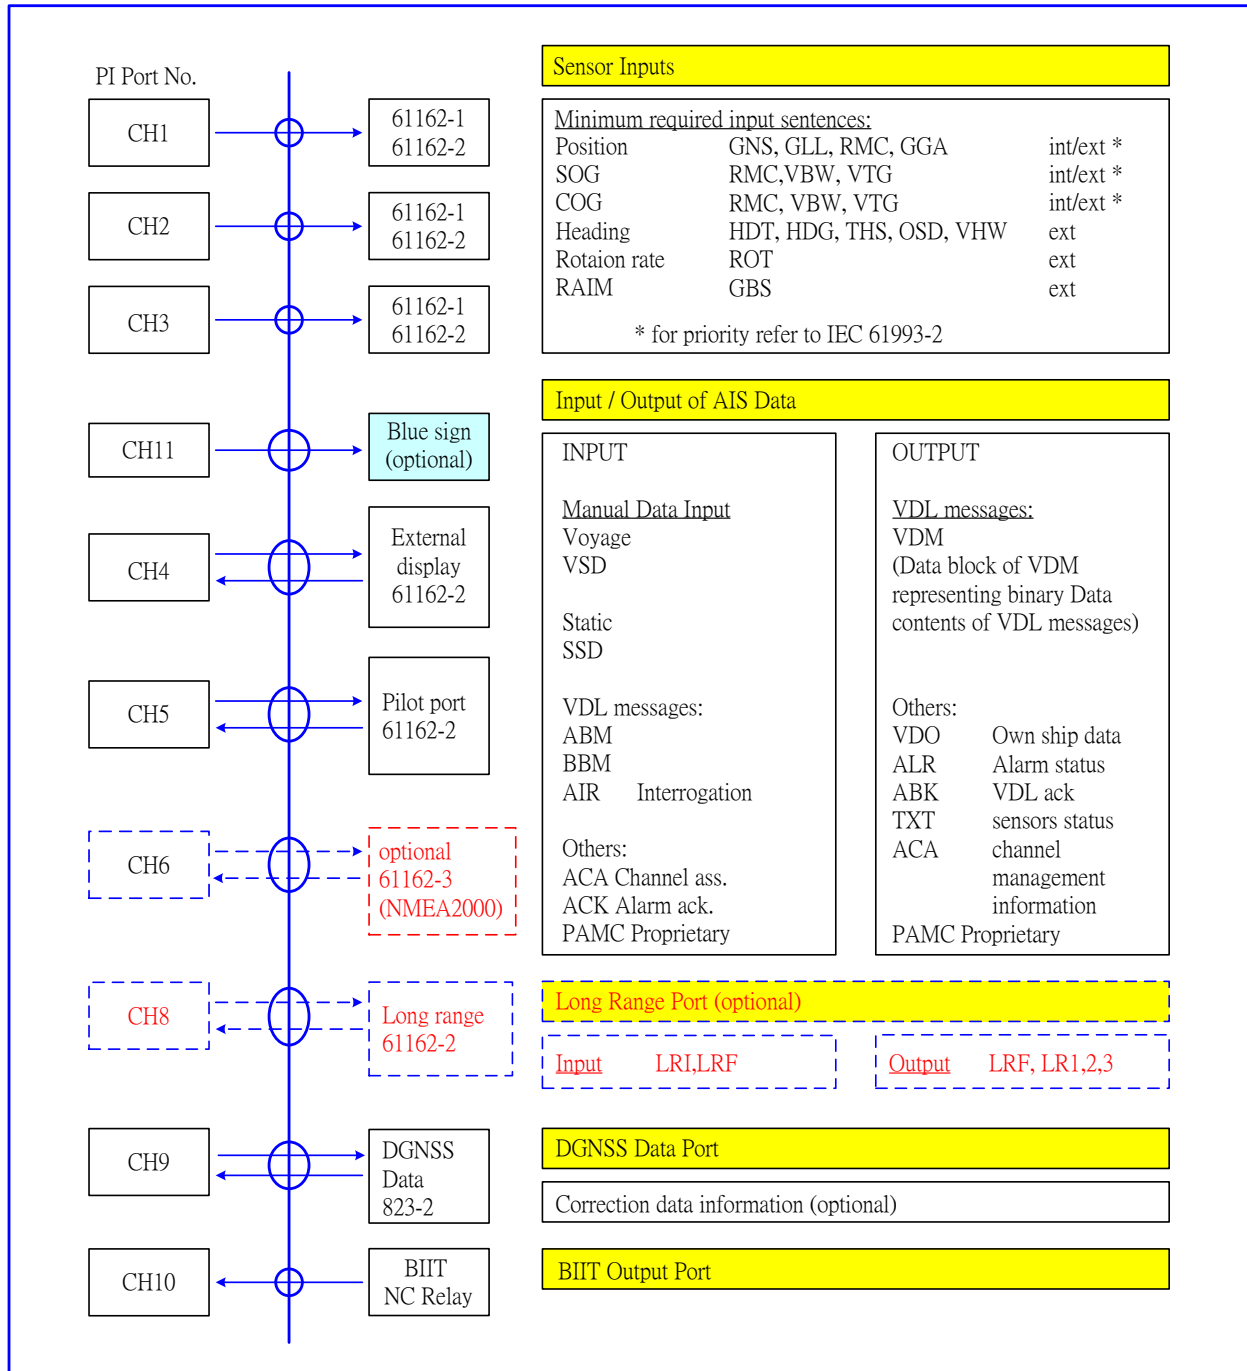 PI Port No.
CH1
61162-1
61162-2
CH2
61162-1
61162-2
CH3
61162-1
61162-2
CH11
Blue sign
(optional)
CH4
External
display
61162-2
CH5
Pilot port
61162-2
CH6
optional
61162-3
(NMEA2000)
CH8
Long range
61162-2
CH9
DGNSS
Data
823-2
CH10
BIIT
NC Relay
Sensor Inputs
Minimum required input sentences:
Position GNS, GLL, RMC, GGA int/ext *
SOG RMC,VBW, VTG int/ext *
COG RMC, VBW, VTG int/ext *
Heading HDT, HDG, THS, OSD, VHW ext
Rotaion rate ROT ext
RAIM GBS ext
* for priority refer to IEC 61993-2
Input / Output of AIS Data
INPUT
Manual Data Input
Voyage
VSD
Static
SSD
VDL messages:
ABM
BBM
AIR Interrogation
Others:
ACA Channel ass.
ACK Alarm ack.
PAMC Proprietary
OUTPUT
VDL messages:
VDM
(Data block of VDM
representing binary Data
contents of VDL messages)
Others:
VDO Own ship data
ALR Alarm status
ABK VDL ack
TXT sensors status
ACA channel
management
information
PAMC Proprietary
Long Range Port (optional)
Input LRI,LRF
Output LRF, LR1,2,3
DGNSS Data Port
Correction data information (optional)
BIIT Output Port